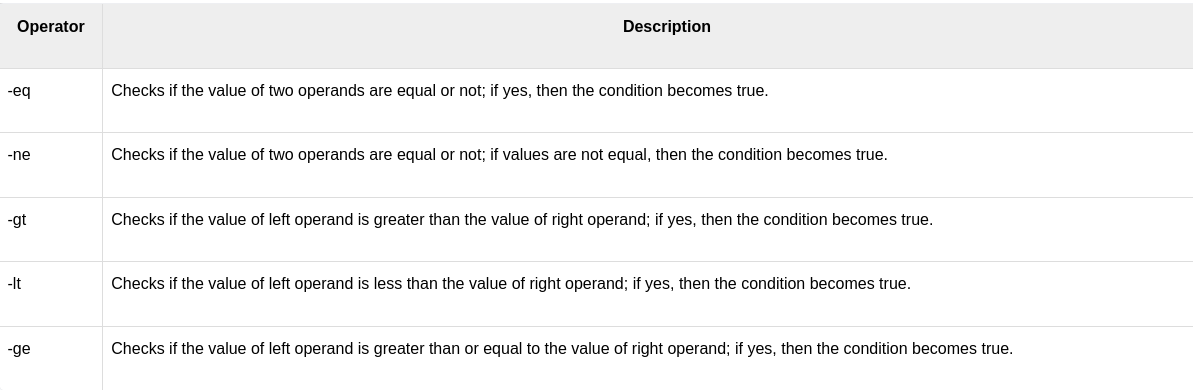 Operator Description
-eq Checks if the value of two operands are equal or not; if yes, then the condition becomes true.
-ne Checks if the value of two operands are equal or not; if values are not equal, then the condition becomes true.
-gt Checks if the value of left operand is greater than the value of right operand; if yes, then the condition becomes true.
-lt Checks if the value of left operand is less than the value of right operand; if yes, then the condition becomes true.
-ge Checks if the value of left operand is greater than or equal to the value of right operand; if yes, then the condition becomes true.